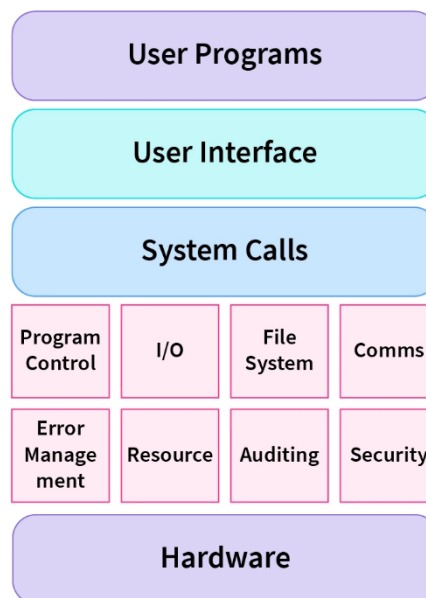 User Programs
User Interface
System Calls
Program
Control
I/O
File
System
Comms
Error
Manage
ment
Resource
Auditing
Security
Hardware